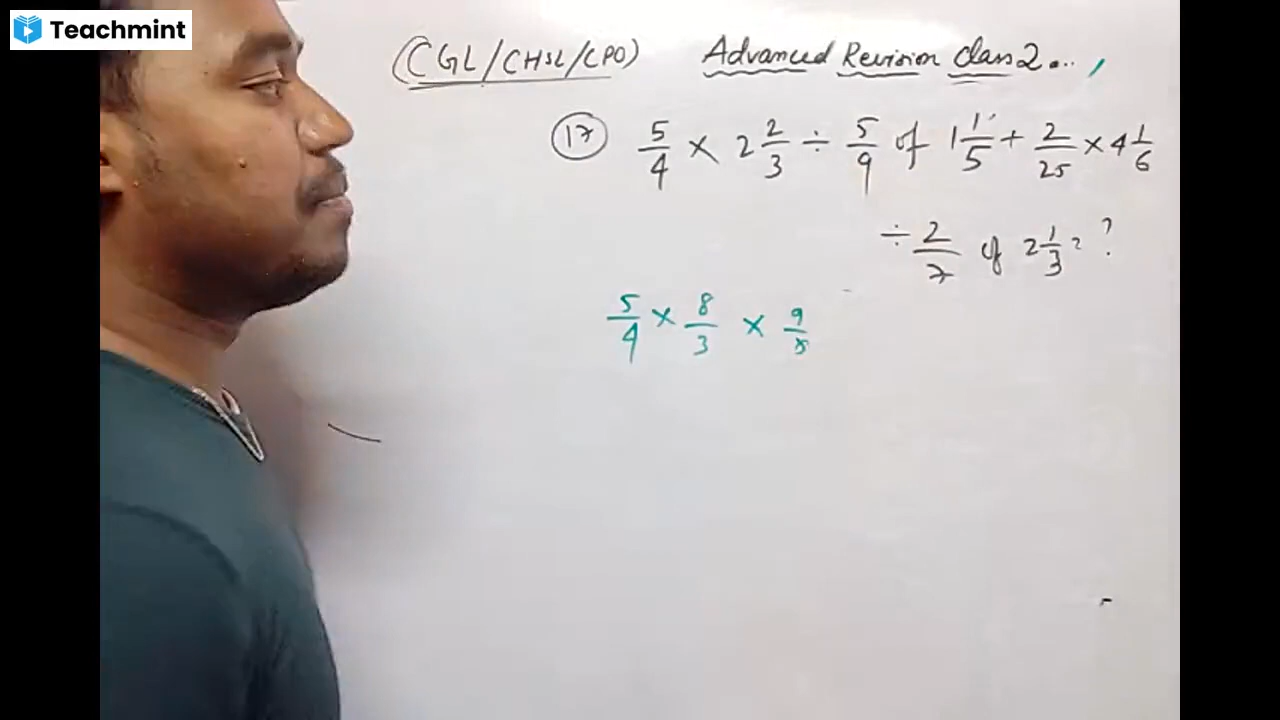 Teachmint
(CGL/CHSL/CPO) Advanced Revision Class 2...,
(17) 5/4 × 2 2/3 ÷ 5/9 of 1 1/5 + 2/25 × 4 1/6
÷ 2/7 of 2 1/3 = ?
5/4 × 8/3 × 9/5